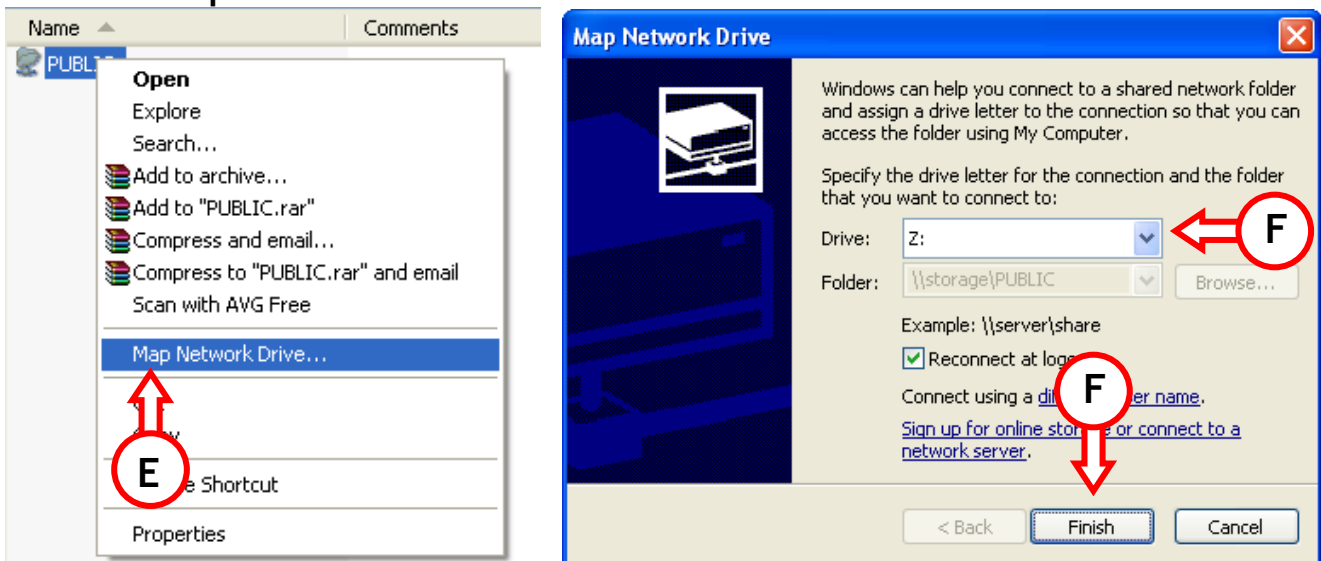 Name Comments
PUBL
Open
Explore
Search...
Add to archive...
Add to "PUBLIC.rar"
Compress and email...
Compress to "PUBLIC.rar" and email
Scan with AVG Free
Map Network Drive...
E
Shortcut
Properties
Map Network Drive
Windows can help you connect to a shared network folder
and assign a drive letter to the connection so that you can
access the folder using My Computer.
Specify the drive letter for the connection and the folder
that you want to connect to:
Drive: Z:
F
Folder: \\storage\PUBLIC Browse...
Example: \\server\share
Reconnect at
F
Connect using a name.
Sign up for online or connect to a
network server.
< Back Finish Cancel